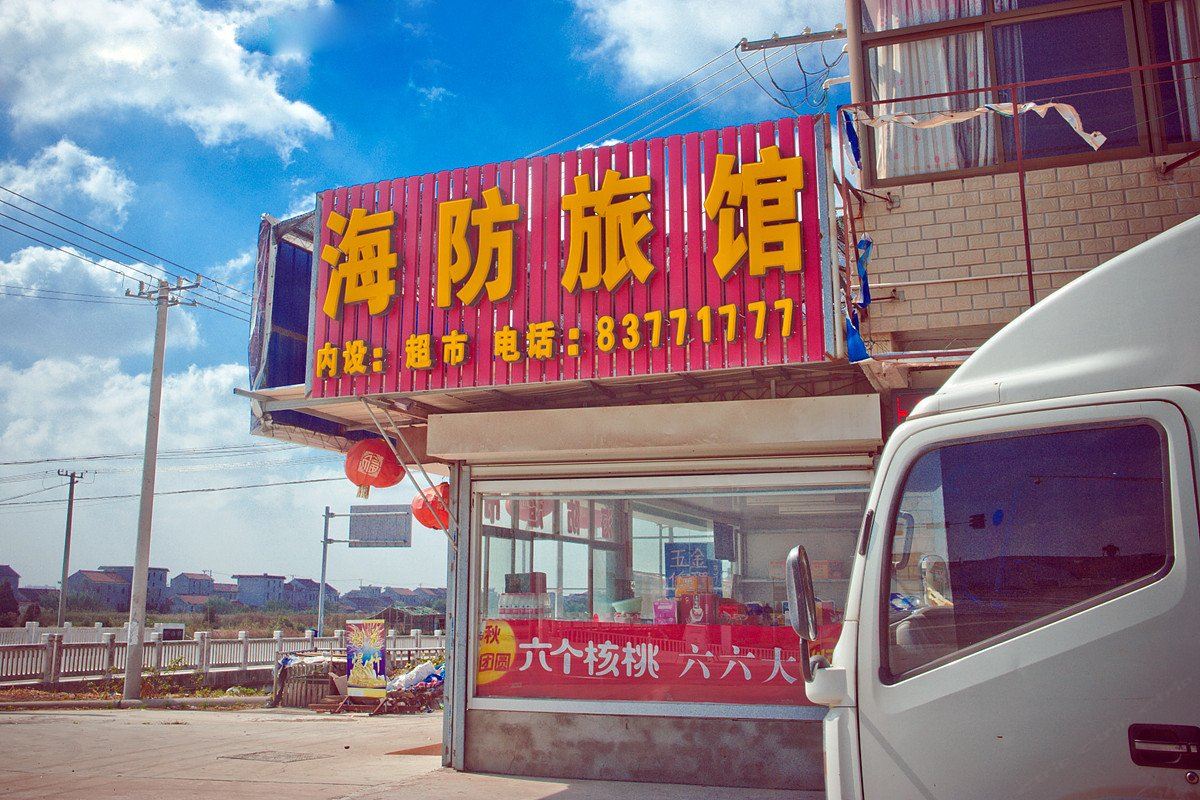 海防旅馆
内设：超市 电话：83771777
五金
秋
团圆
六个核桃 六六大